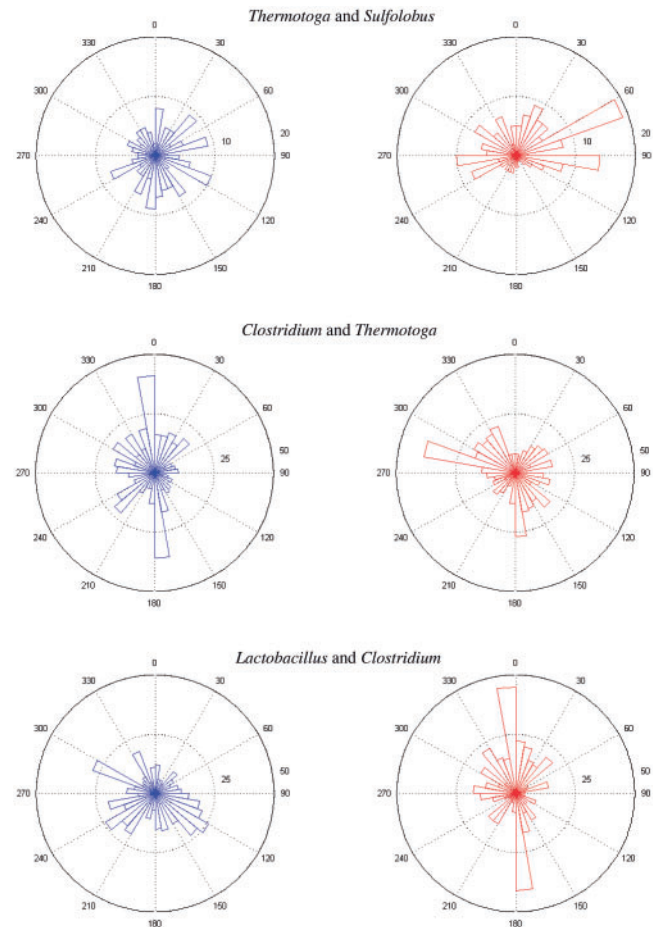 Thermotoga and Sulfolobus
0 0
330 30 330 30
300 60 300 60
10 20 10 20
270 90 270 90
240 120 240 120
210 150 210 150
180 180
Clostridium and Thermotoga
0 0
330 30 330 30
300 60 300 60
25 50 25 50
270 90 270 90
240 120 240 120
210 150 210 150
180 180
Lactobacillus and Clostridium
0 0
330 30 330 30
300 60 300 60
25 50 25 50
270 90 270 90
240 120 240 120
210 150 210 150
180 180